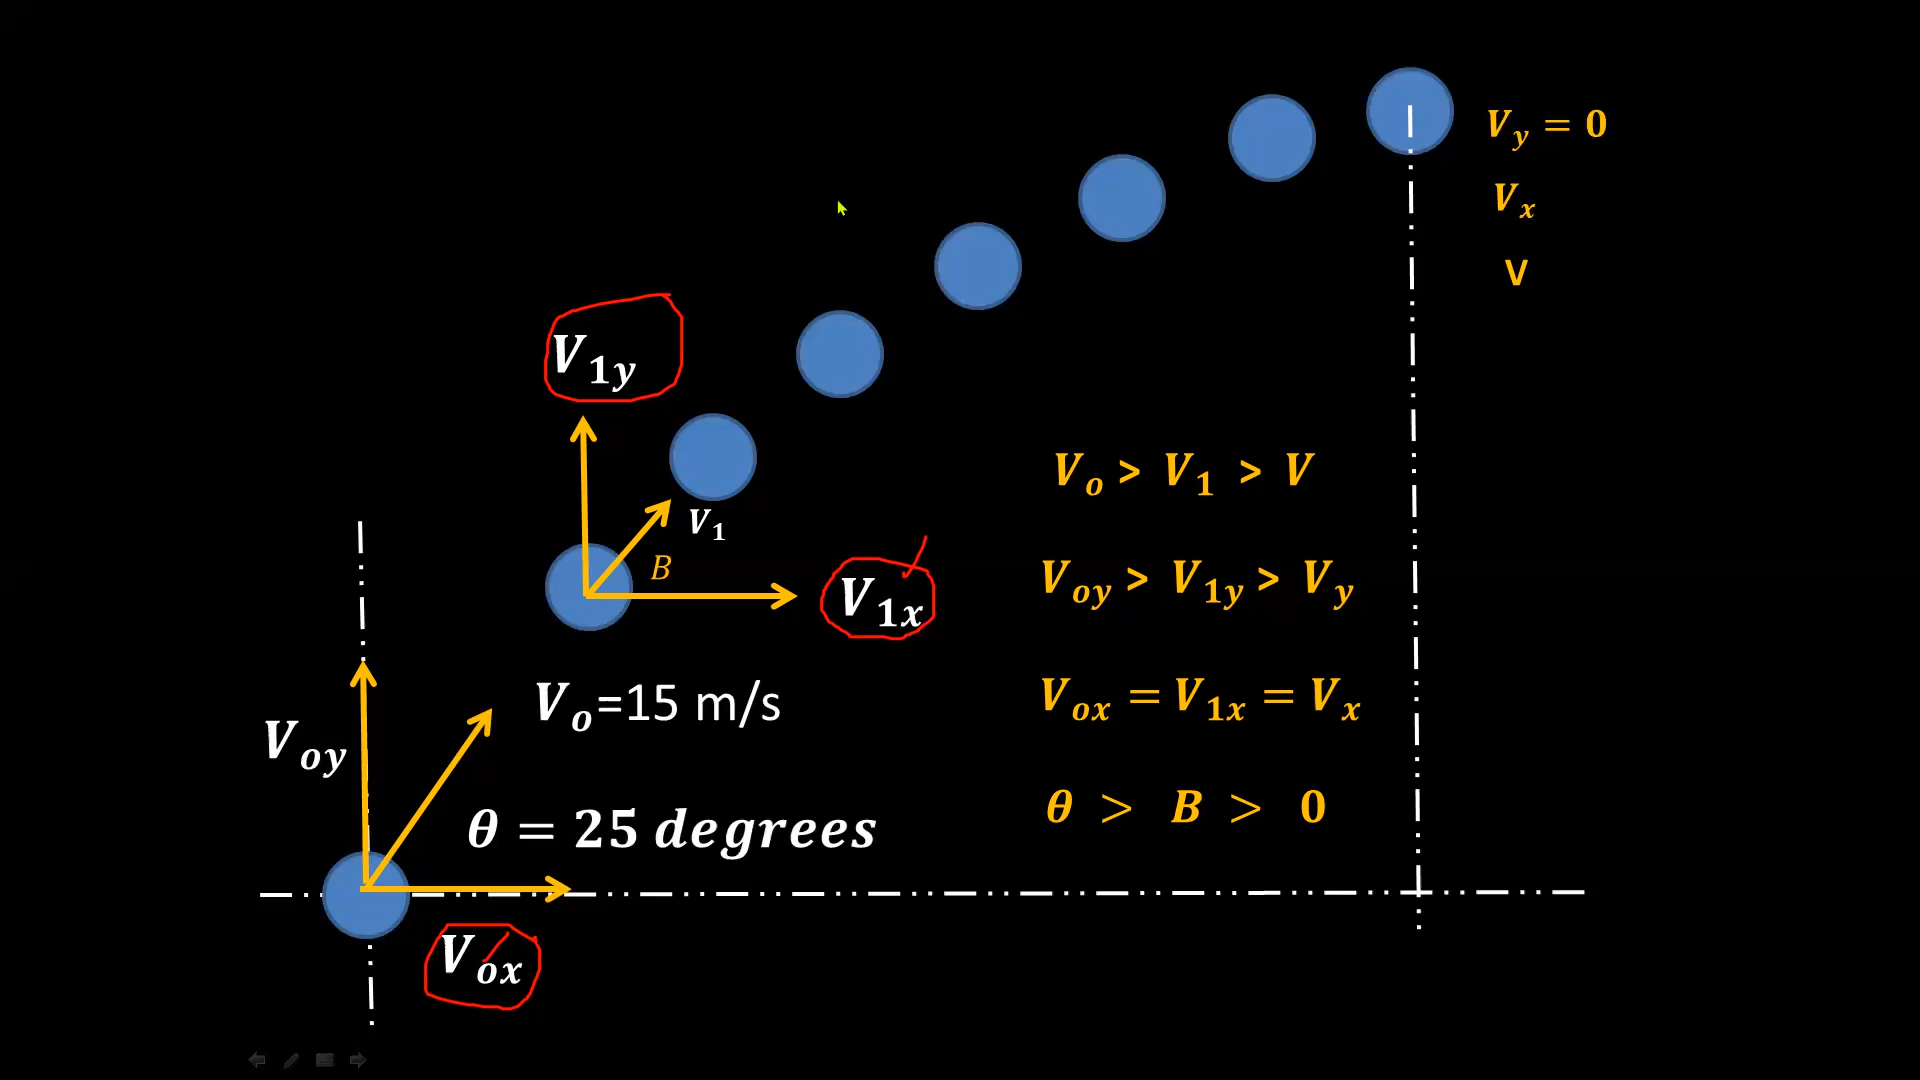 V_y = 0
V_x
V
V_1y
V_1
B
V_1x
V_o > V_1 > V
V_oy > V_1y > V_y
V_ox = V_1x = V_x
θ > B > 0
V_o=15 m/s
V_oy
θ = 25 degrees
V_ox